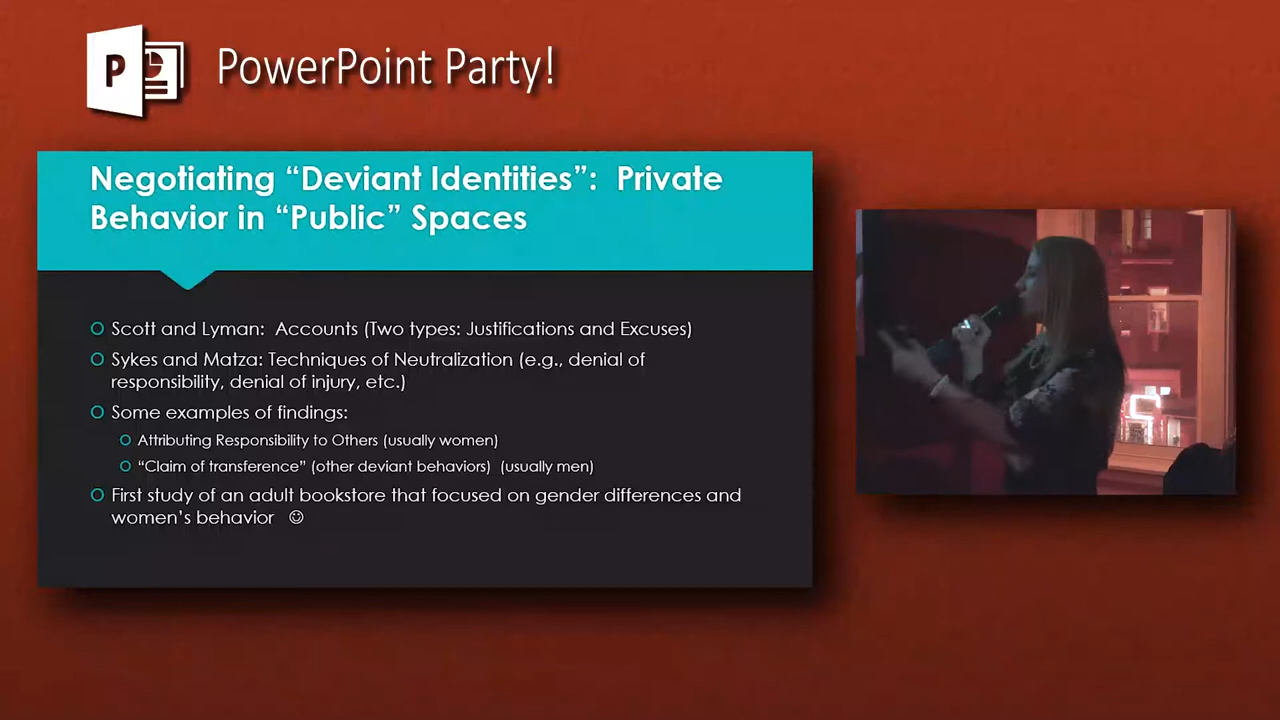 P
PowerPoint Party!
Negotiating “Deviant Identities”:  Private
Behavior in “Public” Spaces
Scott and Lyman:  Accounts (Two types: Justifications and Excuses)
Sykes and Matza: Techniques of Neutralization (e.g., denial of
responsibility, denial of injury, etc.)
Some examples of findings:
Attributing Responsibility to Others (usually women)
“Claim of transference” (other deviant behaviors)  (usually men)
First study of an adult bookstore that focused on gender differences and
women’s behavior  ☺